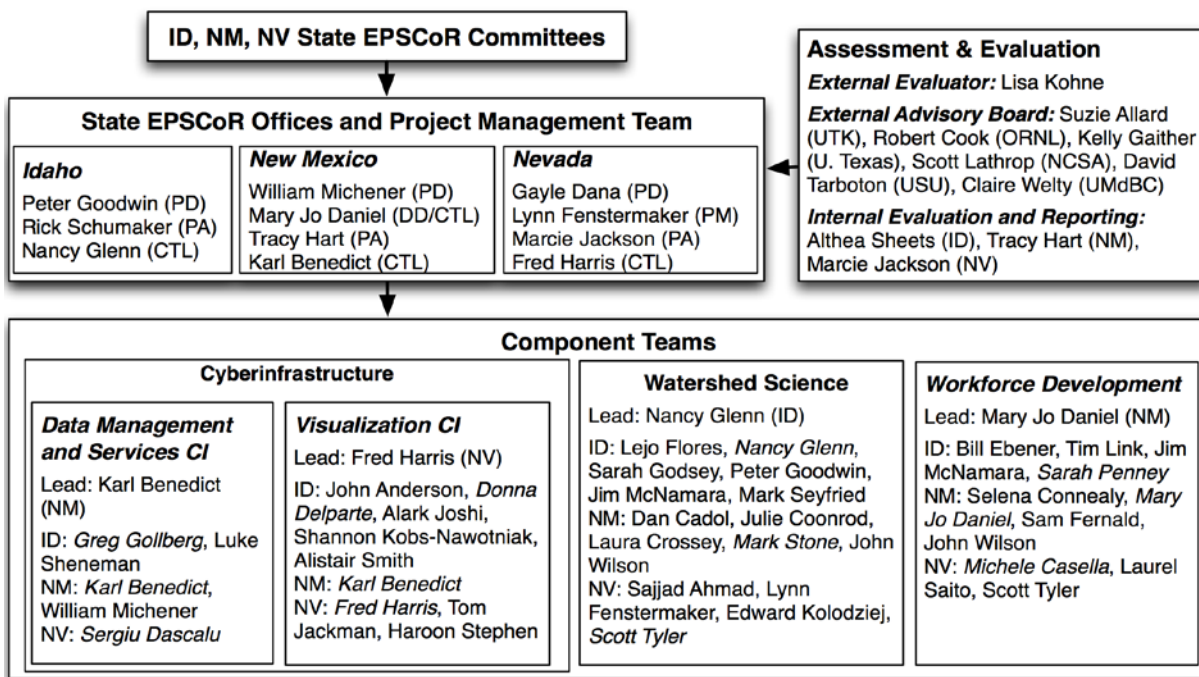 ID, NM, NV State EPSCoR Committees
State EPSCoR Offices and Project Management Team
Idaho
Peter Goodwin (PD)
Rick Schumaker (PA)
Nancy Glenn (CTL)
New Mexico
William Michener (PD)
Mary Jo Daniel (DD/CTL)
Tracy Hart (PA)
Karl Benedict (CTL)
Nevada
Gayle Dana (PD)
Lynn Fenstermaker (PM)
Marcie Jackson (PA)
Fred Harris (CTL)
Assessment & Evaluation
External Evaluator: Lisa Kohne
External Advisory Board: Suzie Allard
(UTK), Robert Cook (ORNL), Kelly Gaither
(U. Texas), Scott Lathrop (NCSA), David
Tarboton (USU), Claire Welty (UMdBC)
Internal Evaluation and Reporting:
Althea Sheets (ID), Tracy Hart (NM),
Marcie Jackson (NV)
Component Teams
Cyberinfrastructure
Data Management
and Services CI
Lead: Karl Benedict
(NM)
ID: Greg Gollberg, Luke
Sheneman
NM: Karl Benedict,
William Michener
NV: Sergiu Dascalu
Visualization CI
Lead: Fred Harris (NV)
ID: John Anderson, Donna
Delparte, Alark Joshi,
Shannon Kobs-Nawotniak,
Alistair Smith
NM: Karl Benedict
NV: Fred Harris, Tom
Jackman, Haroon Stephen
Watershed Science
Lead: Nancy Glenn (ID)
ID: Lejo Flores, Nancy Glenn,
Sarah Godsey, Peter Goodwin,
Jim McNamara, Mark Seyfried
NM: Dan Cadol, Julie Coonrod,
Laura Crossey, Mark Stone, John
Wilson
NV: Sajjad Ahmad, Lynn
Fenstermaker, Edward Kolodziej,
Scott Tyler
Workforce Development
Lead: Mary Jo Daniel (NM)
ID: Bill Ebener, Tim Link, Jim
McNamara, Sarah Penney
NM: Selena Connealy, Mary
Jo Daniel, Sam Fernald,
John Wilson
NV: Michele Casella, Laurel
Saito, Scott Tyler